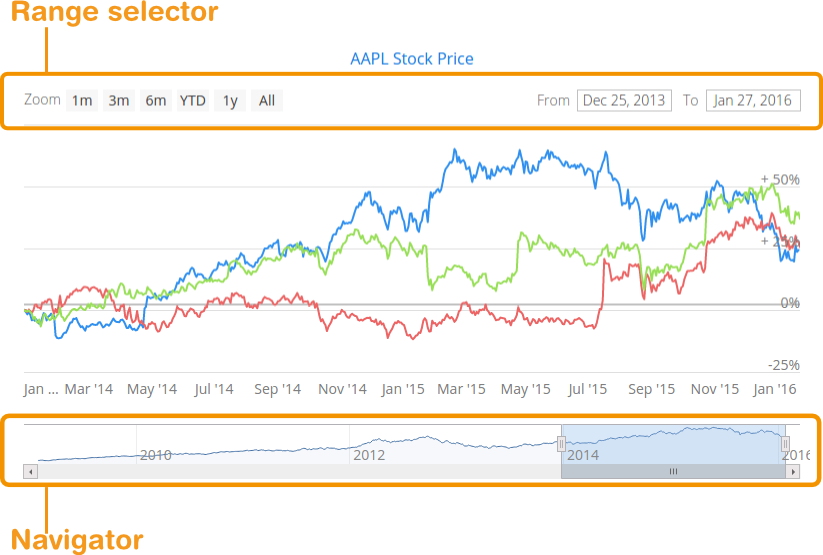 Range selector
AAPL Stock Price
Zoom 1m 3m 6m YTD 1y All From Dec 25, 2013 To Jan 27, 2016
+ 50%
+ 25%
0%
-25%
Jan ... Mar '14 May '14 Jul '14 Sep '14 Nov '14 Jan '15 Mar '15 May '15 Jul '15 Sep '15 Nov '15 Jan '16
2010 2012 2014 2016
Navigator